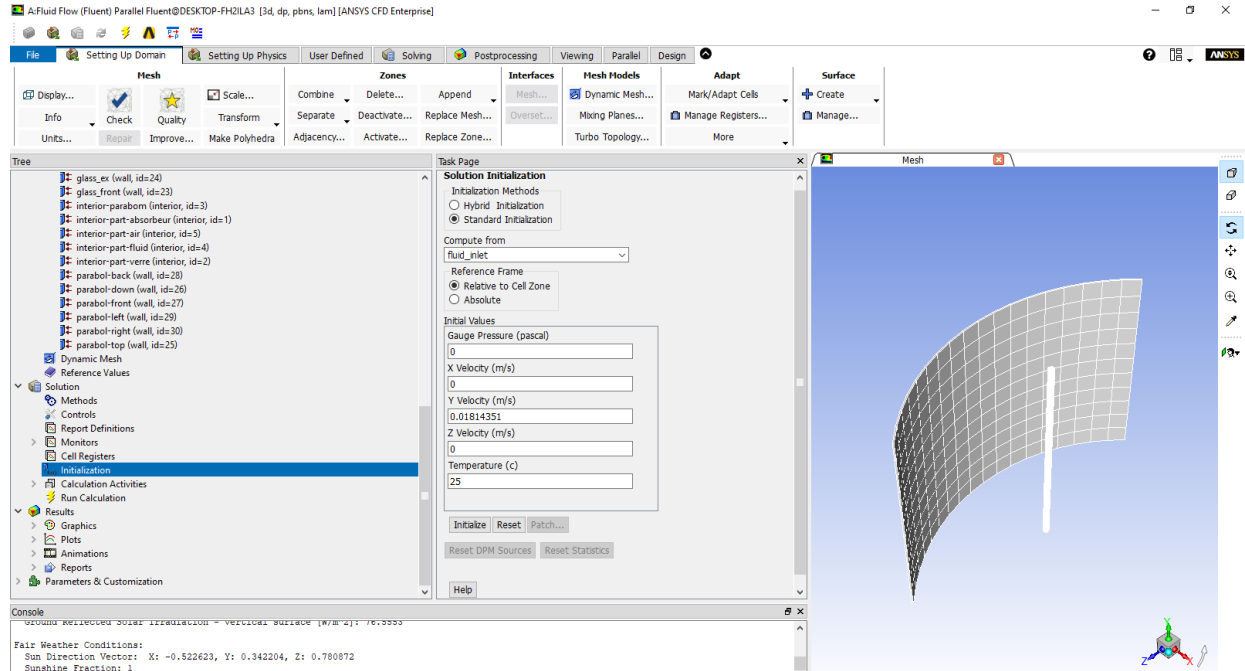 A:Fluid Flow (Fluent) Parallel Fluent@DESKTOP-FH2ILA3 [3d, dp, pbns, lam] [ANSYS CFD Enterprise]
File Setting Up Domain Setting Up Physics User Defined Solving Postprocessing Viewing Parallel Design ANSYS
Mesh Zones Interfaces Mesh Models Adapt Surface
Display... Scale... Combine Delete... Append Mesh... Dynamic Mesh... Mark/Adapt Cells Create
Info Check Quality Transform Separate Deactivate... Replace Mesh... Overset... Mixing Planes... Manage Registers... Manage...
Units... Repair Improve... Make Polyhedra Adjacency... Activate... Replace Zone... Turbo Topology... More
Tree
glass_ex (wall, id=24)
glass_front (wall, id=23)
interior-parabom (interior, id=3)
interior-part-absorbeur (interior, id=1)
interior-part-air (interior, id=5)
interior-part-fluid (interior, id=4)
interior-part-verre (interior, id=2)
parabol-back (wall, id=28)
parabol-down (wall, id=26)
parabol-front (wall, id=27)
parabol-left (wall, id=29)
parabol-right (wall, id=30)
parabol-top (wall, id=25)
Dynamic Mesh
Reference Values
Solution
Methods
Controls
Report Definitions
Monitors
Cell Registers
Initialization
Calculation Activities
Run Calculation
Results
Graphics
Plots
Animations
Reports
Parameters & Customization
Task Page
Solution Initialization
Initialization Methods
Hybrid Initialization
Standard Initialization
Compute from
fluid_inlet
Reference Frame
Relative to Cell Zone
Absolute
Initial Values
Gauge Pressure (pascal)
0
X Velocity (m/s)
0
Y Velocity (m/s)
0.01814351
Z Velocity (m/s)
0
Temperature (c)
25
Initialize Reset Patch...
Reset DPM Sources Reset Statistics
Help
Mesh
Y
Z X
Console
Ground Reflected Solar Irradiation - Vertical Surface [W/m^2]: 76.5553
Fair Weather Conditions:
Sun Direction Vector: X: -0.522623, Y: 0.342204, Z: 0.780872
Sunshine Fraction: 1